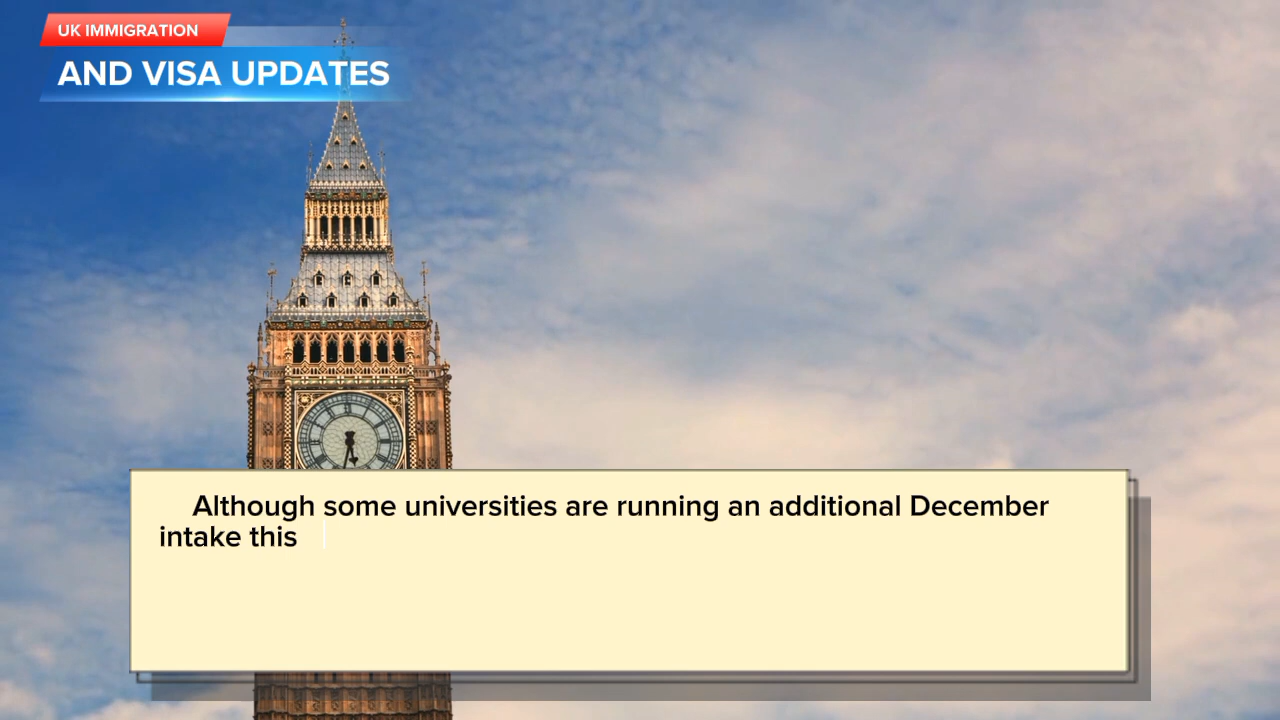 UK IMMIGRATION
AND VISA UPDATES
Although some universities are running an additional December
intake this